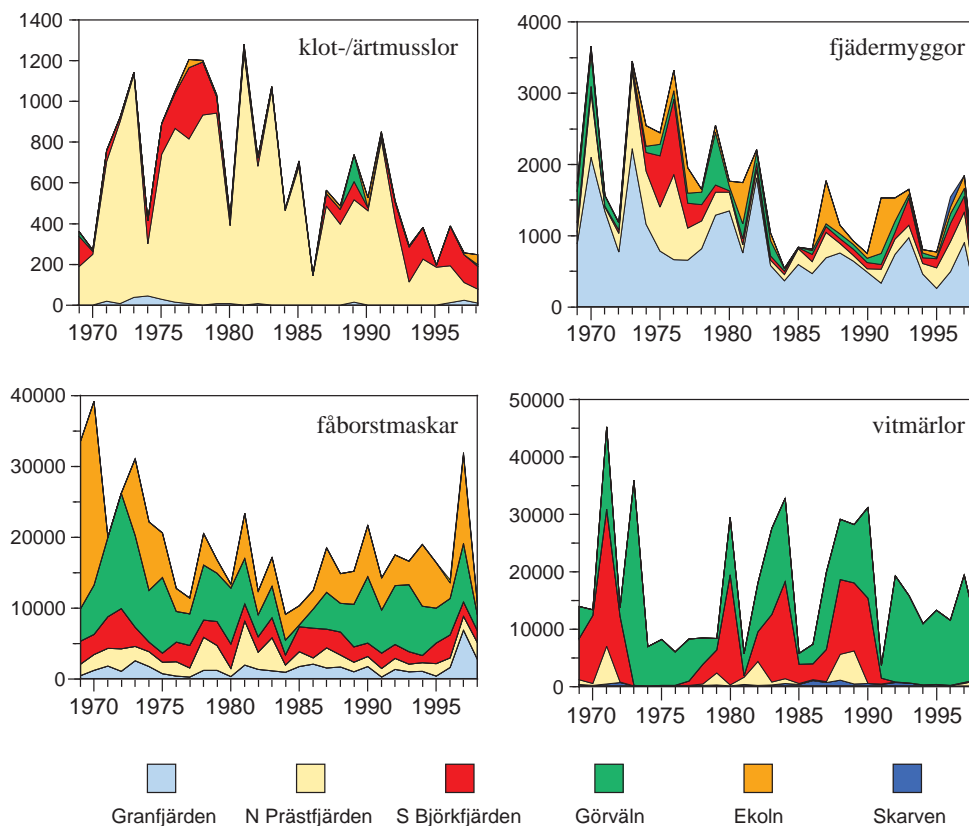 klot-/ärtmusslor
1400
1200
1000
800
600
400
200
0
1970 1975 1980 1985 1990 1995
fjädermyggor
4000
3000
2000
1000
0
1970 1975 1980 1985 1990 1995
fåborstmaskar
40000
30000
20000
10000
0
1970 1975 1980 1985 1990 1995
vitmärlor
50000
40000
30000
20000
10000
0
1970 1975 1980 1985 1990 1995
Granfjärden N Prästfjärden S Björkfjärden Görväln Ekoln Skarven